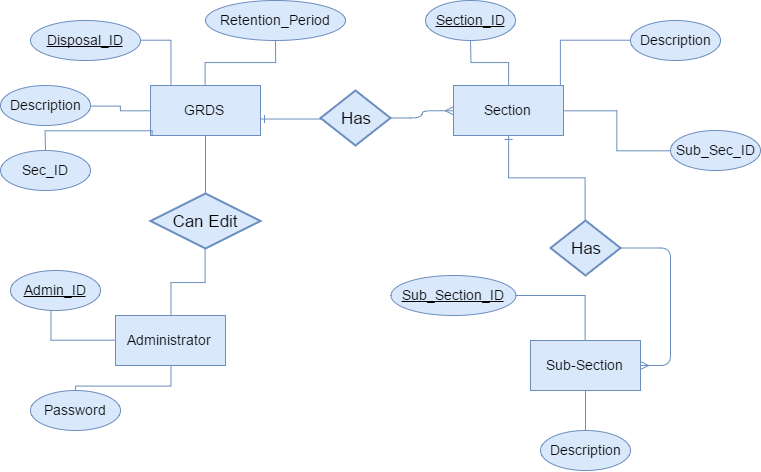 Retention_Period
Section_ID
Disposal_ID
Description
Description
GRDS
Has
Section
Sec_ID
Sub_Sec_ID
Can Edit
Has
Admin_ID
Sub_Section_ID
Administrator
Sub-Section
Password
Description